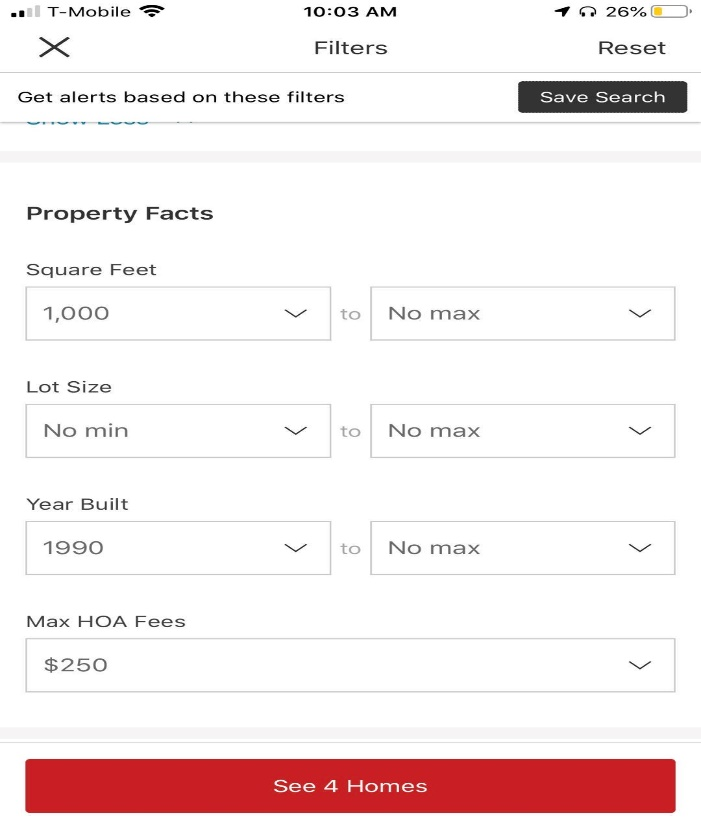 T-Mobile 10:03 AM 26%
Filters Reset
Get alerts based on these filters Save Search
Show Less
Property Facts
Square Feet
1,000 to No max
Lot Size
No min to No max
Year Built
1990 to No max
Max HOA Fees
$250
See 4 Homes